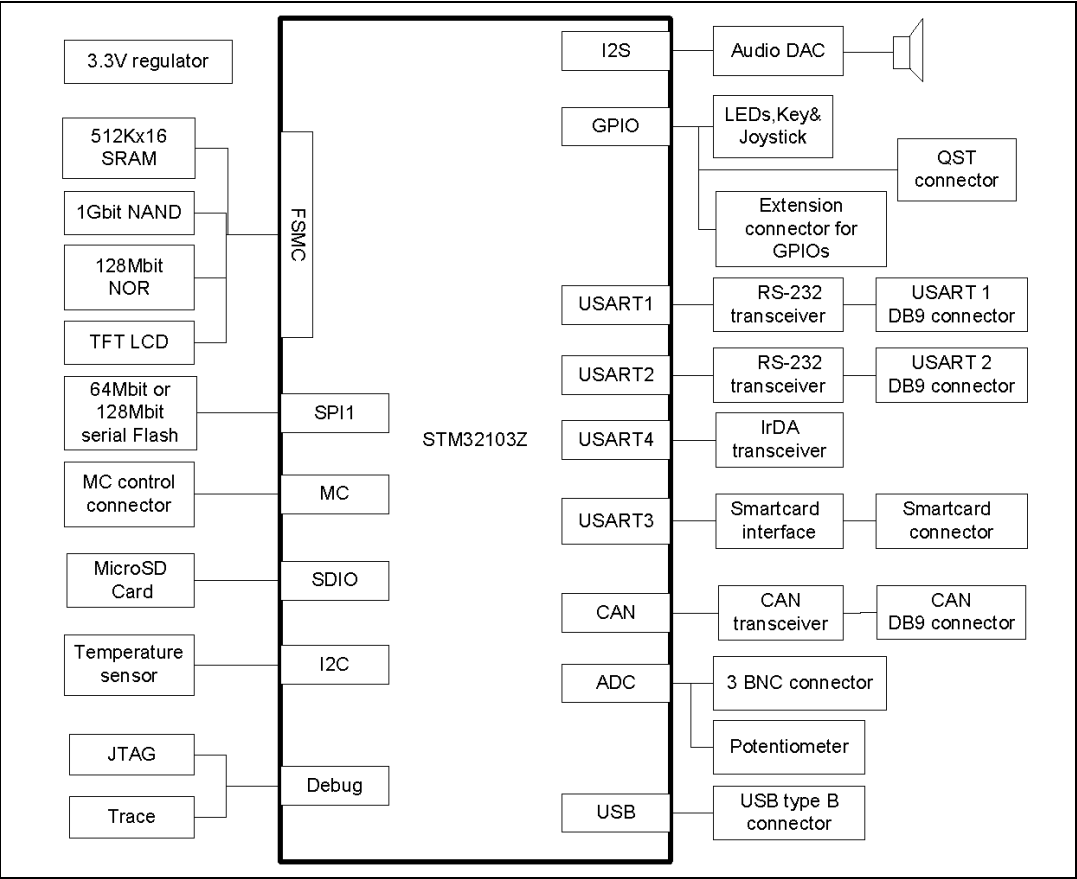 3.3V regulator
512Kx16
SRAM
1Gbit NAND
128Mbit
NOR
TFT LCD
64Mbit or
128Mbit
serial Flash
MC control
connector
MicroSD
Card
Temperature
sensor
JTAG
Trace
FSMC
SPI1
MC
SDIO
I2C
Debug
STM32103Z
I2S
GPIO
USART1
USART2
USART4
USART3
CAN
ADC
USB
Audio DAC
LEDs,Key&
Joystick
QST
connector
Extension
connector for
GPIOs
RS-232
transceiver
USART 1
DB9 connector
RS-232
transceiver
USART 2
DB9 connector
IrDA
transceiver
Smartcard
interface
Smartcard
connector
CAN
transceiver
CAN
DB9 connector
3 BNC connector
Potentiometer
USB type B
connector